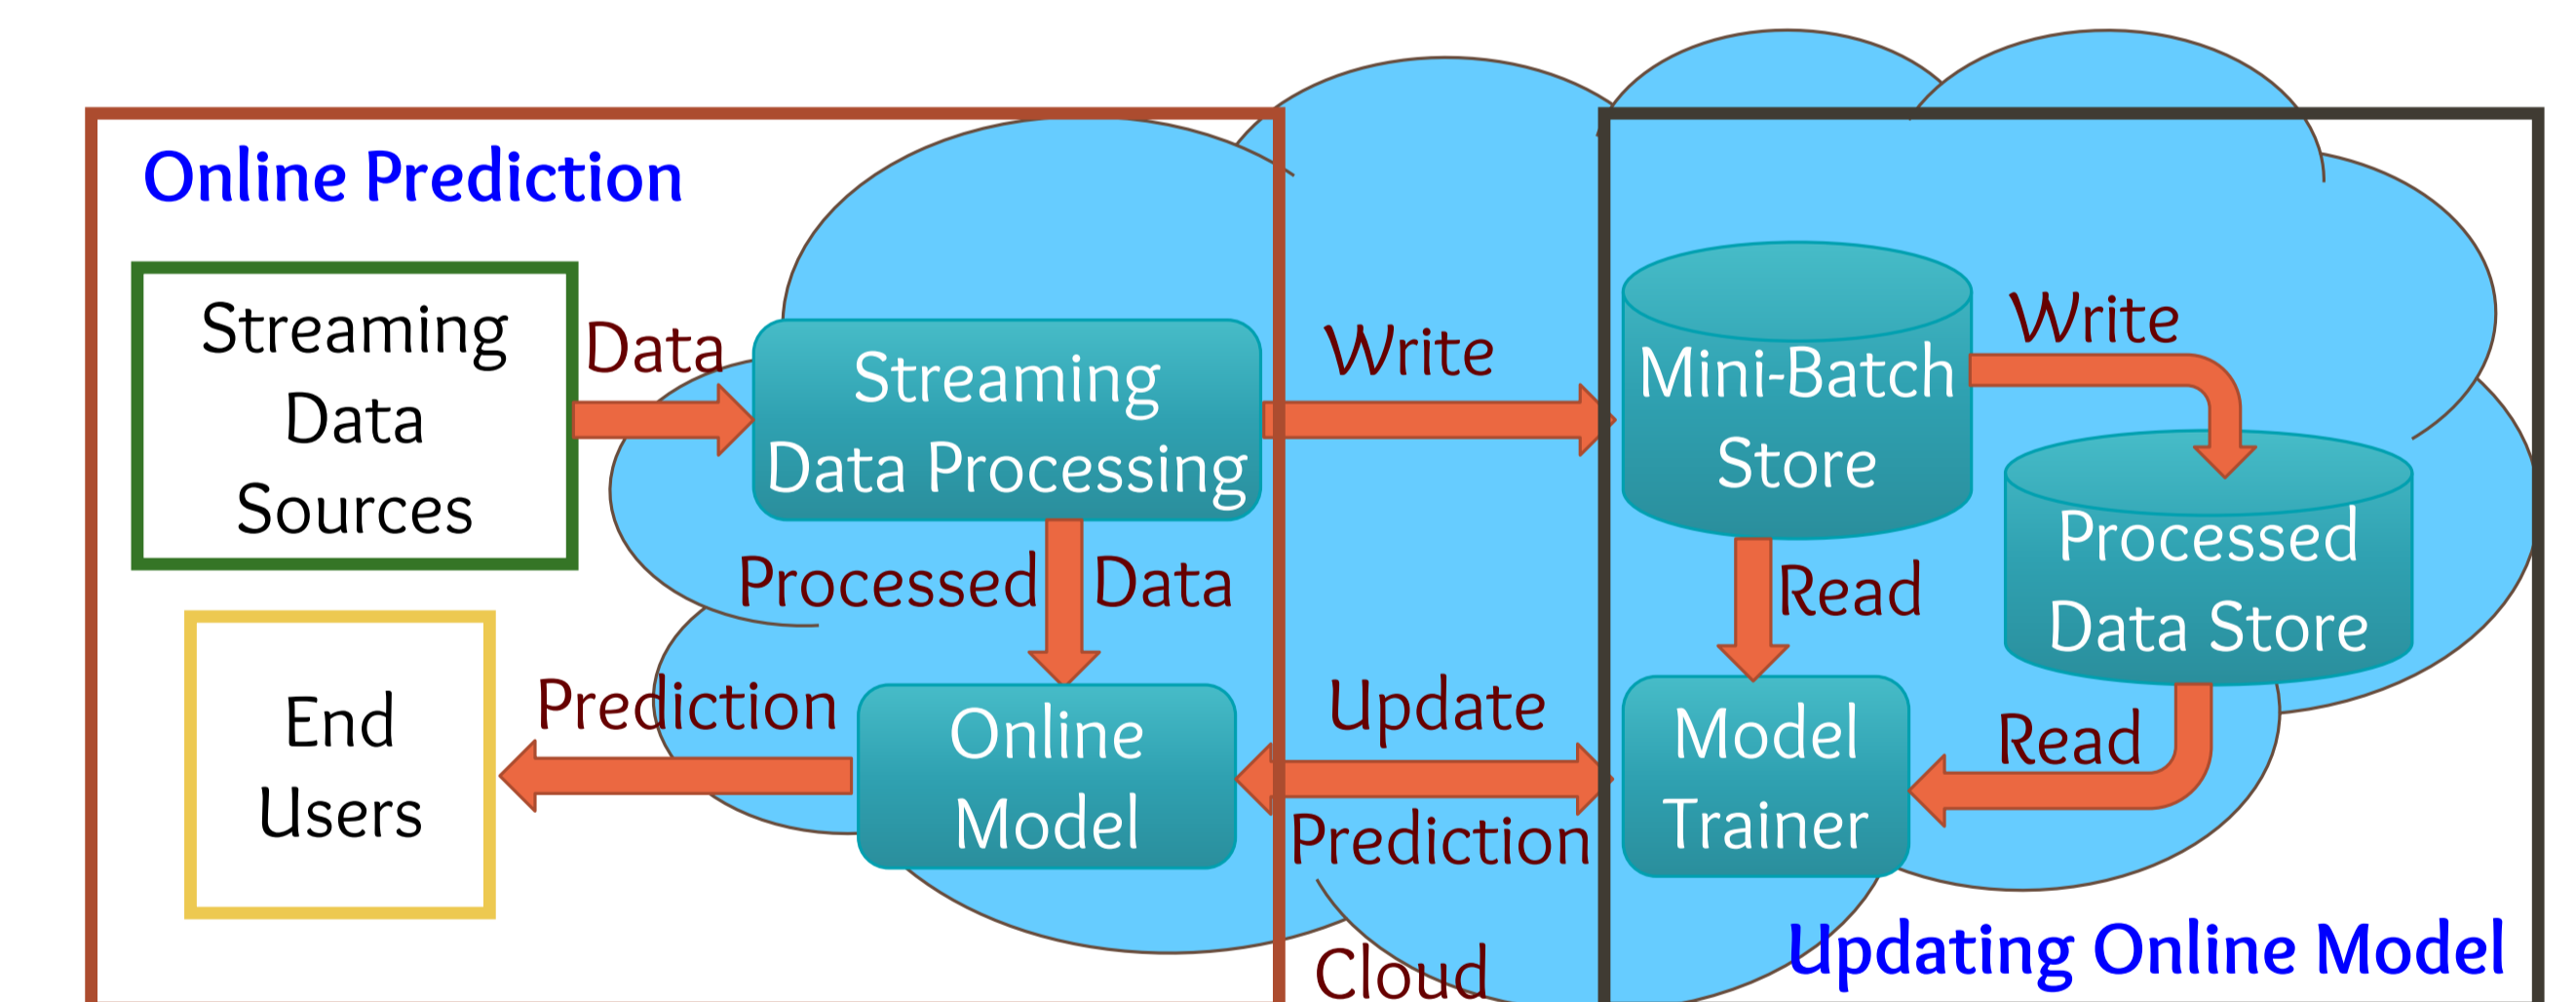 Online Prediction
Streaming
Data
Sources
Data
Streaming
Data Processing
Write
Mini-Batch
Store
Write
Processed
Data Store
Processed Data
Read
End
Users
Prediction
Online
Model
Update
Prediction
Model
Trainer
Read
Cloud
Updating Online Model